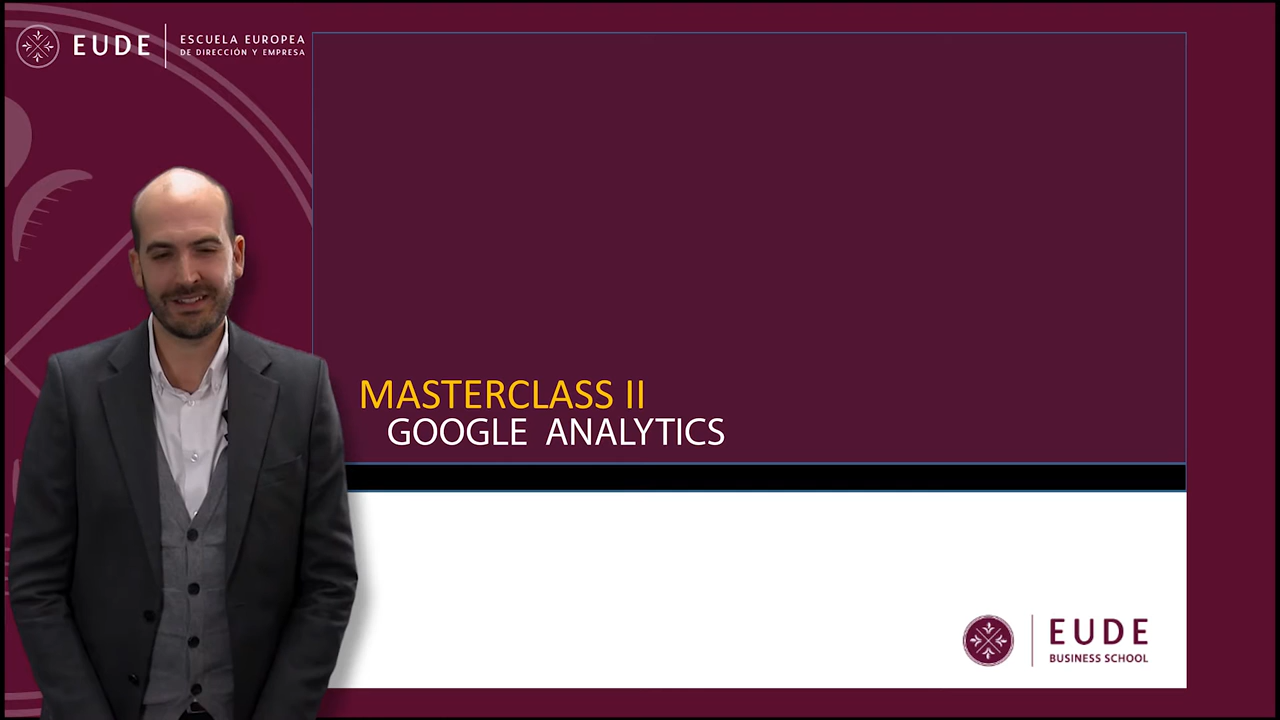 EUDE
ESCUELA EUROPEA
DE DIRECCIÓN Y EMPRESA
MASTERCLASS II
GOOGLE ANALYTICS
EUDE
BUSINESS SCHOOL